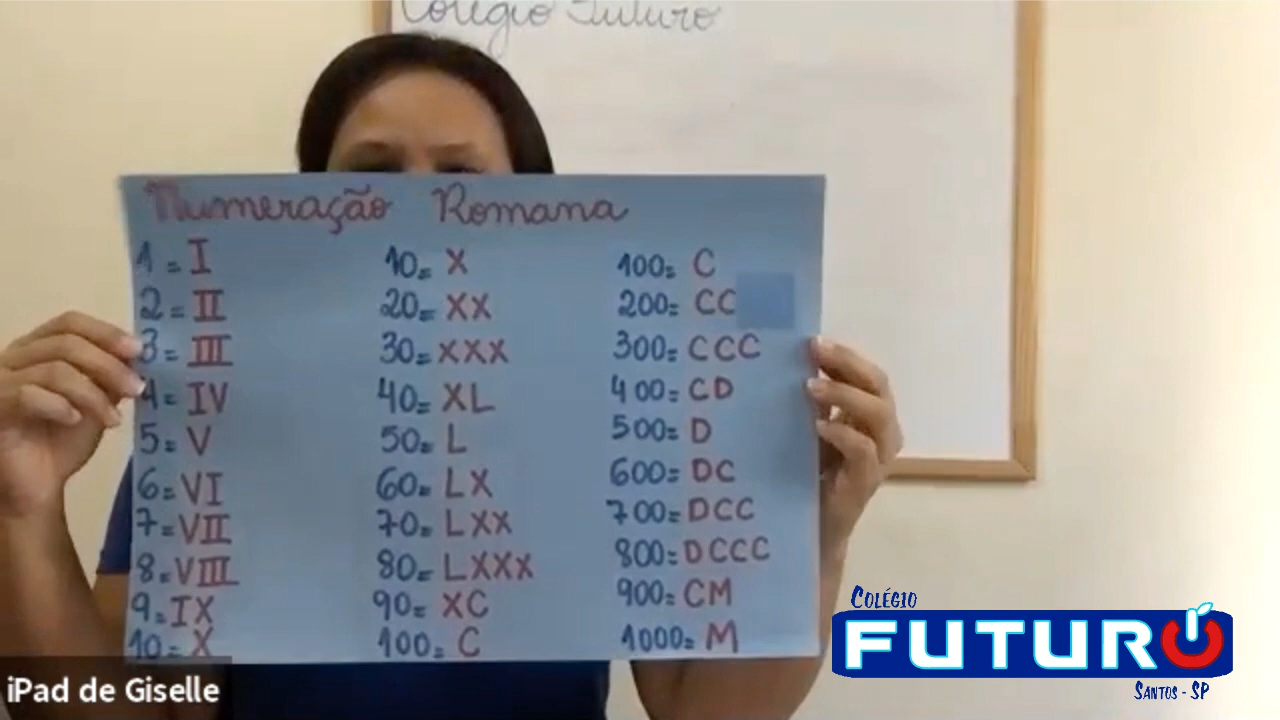 Colégio Futuro
Numeração Romana
1 = I
2 = II
3 = III
4 = IV
5 = V
6 = VI
7 = VII
8 = VIII
9 = IX
10 = X
10 = X
20 = XX
30 = XXX
40 = XL
50 = L
60 = LX
70 = LXX
80 = LXXX
90 = XC
100 = C
100 = C
200 = CC
300 = CCC
400 = CD
500 = D
600 = DC
700 = DCC
800 = DCCC
900 = CM
1000 = M
COLÉGIO
FUTURO
SANTOS - SP
iPad de Giselle